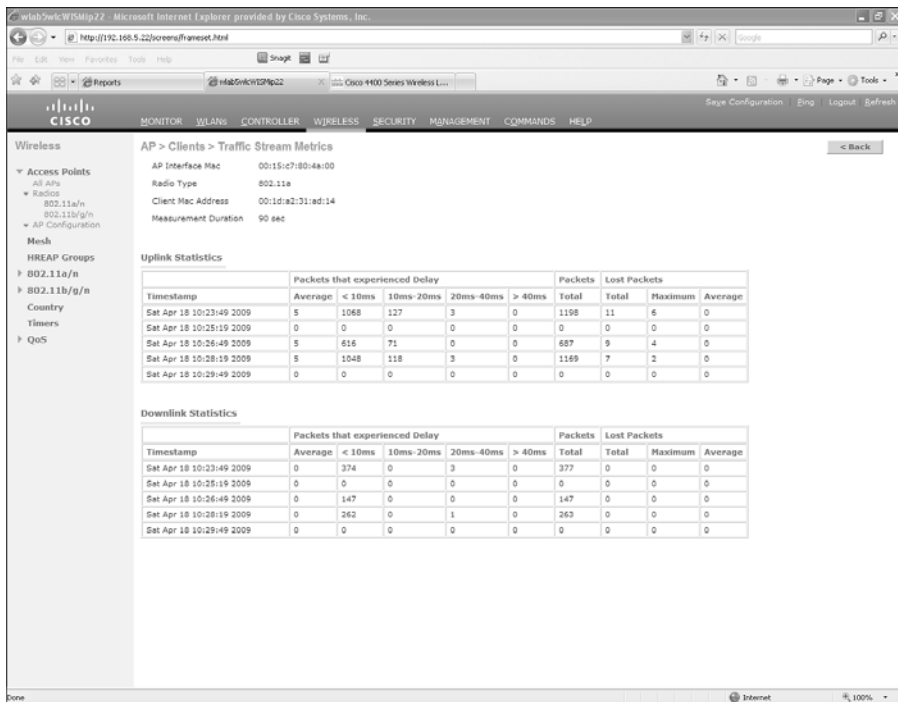 wlab5wlcWISMip22 - Microsoft Internet Explorer provided by Cisco Systems, Inc.
http://192.168.5.22/screens/frameset.html Google
File Edit View Favorites Tools Help SnagIt
Reports wlab5wlcWISMip22 Cisco 4400 Series Wireless L... Page Tools
Save Configuration Ping Logout Refresh
CISCO
MONITOR WLANs CONTROLLER WIRELESS SECURITY MANAGEMENT COMMANDS HELP
Wireless
Access Points
All APs
Radios
802.11a/n
802.11b/g/n
AP Configuration
Mesh
HREAP Groups
802.11a/n
802.11b/g/n
Country
Timers
QoS
AP > Clients > Traffic Stream Metrics < Back
AP Interface Mac 00:15:c7:80:4a:00
Radio Type 802.11a
Client Mac Address 00:1d:a2:31:ad:14
Measurement Duration 90 sec
Uplink Statistics
Packets that experienced Delay Packets Lost Packets
Timestamp Average < 10ms 10ms-20ms 20ms-40ms > 40ms Total Total Maximum Average
Sat Apr 18 10:23:49 2009 5 1068 127 3 0 1198 11 6 0
Sat Apr 18 10:25:19 2009 0 0 0 0 0 0 0 0 0
Sat Apr 18 10:26:49 2009 5 616 71 0 0 687 9 4 0
Sat Apr 18 10:28:19 2009 5 1048 118 3 0 1169 7 2 0
Sat Apr 18 10:29:49 2009 0 0 0 0 0 0 0 0 0
Downlink Statistics
Packets that experienced Delay Packets Lost Packets
Timestamp Average < 10ms 10ms-20ms 20ms-40ms > 40ms Total Total Maximum Average
Sat Apr 18 10:23:49 2009 0 374 0 3 0 377 0 0 0
Sat Apr 18 10:25:19 2009 0 0 0 0 0 0 0 0 0
Sat Apr 18 10:26:49 2009 0 147 0 0 0 147 0 0 0
Sat Apr 18 10:28:19 2009 0 262 0 1 0 263 0 0 0
Sat Apr 18 10:29:49 2009 0 0 0 0 0 0 0 0 0
Done Internet 100%